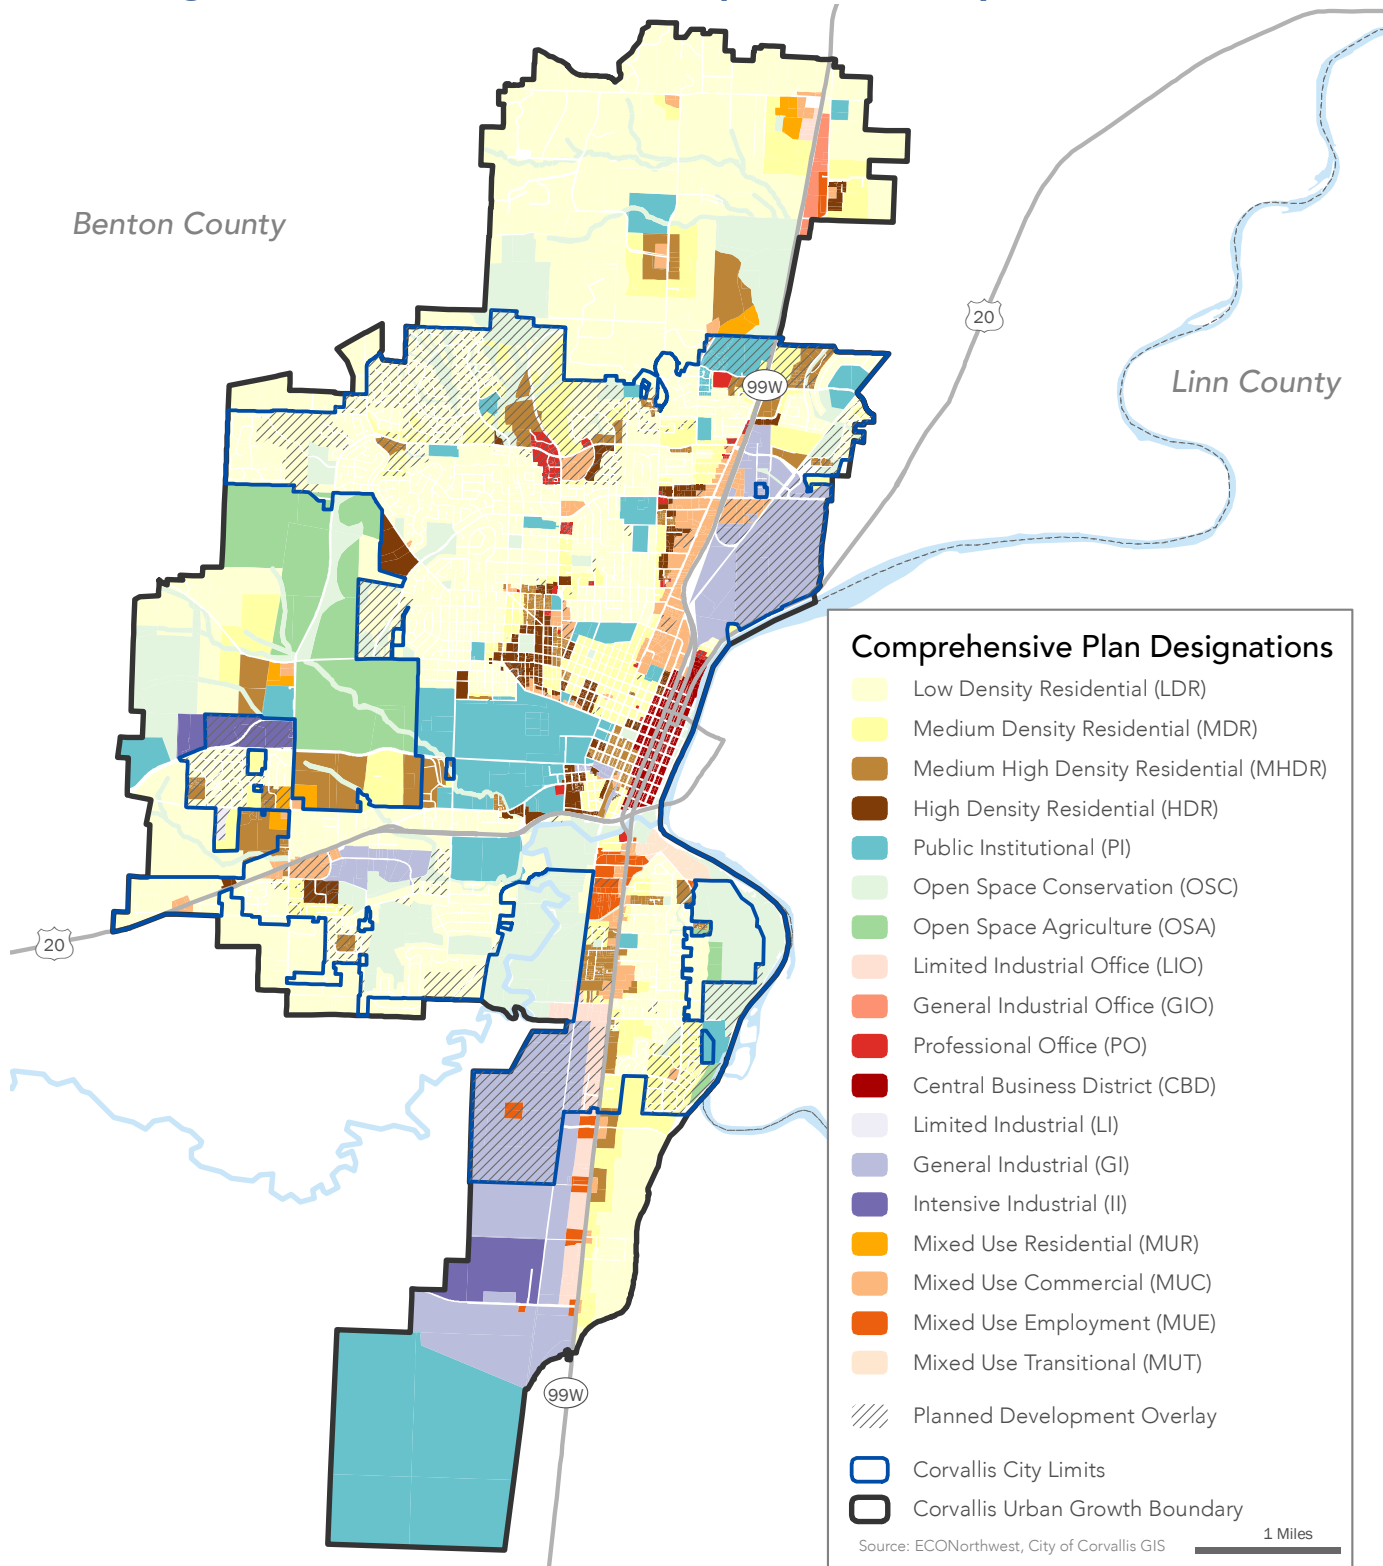 Benton County
20
Linn County
99W
Comprehensive Plan Designations
Low Density Residential (LDR)
Medium Density Residential (MDR)
Medium High Density Residential (MHDR)
High Density Residential (HDR)
Public Institutional (PI)
Open Space Conservation (OSC)
Open Space Agriculture (OSA)
20
Limited Industrial Office (LIO)
General Industrial Office (GIO)
Professional Office (PO)
Central Business District (CBD)
Limited Industrial (LI)
General Industrial (GI)
Intensive Industrial (II)
Mixed Use Residential (MUR)
Mixed Use Commercial (MUC)
Mixed Use Employment (MUE)
Mixed Use Transitional (MUT)
99W
Planned Development Overlay
Corvallis City Limits
Corvallis Urban Growth Boundary
1 Miles
Source: ECONorthwest, City of Corvallis GIS